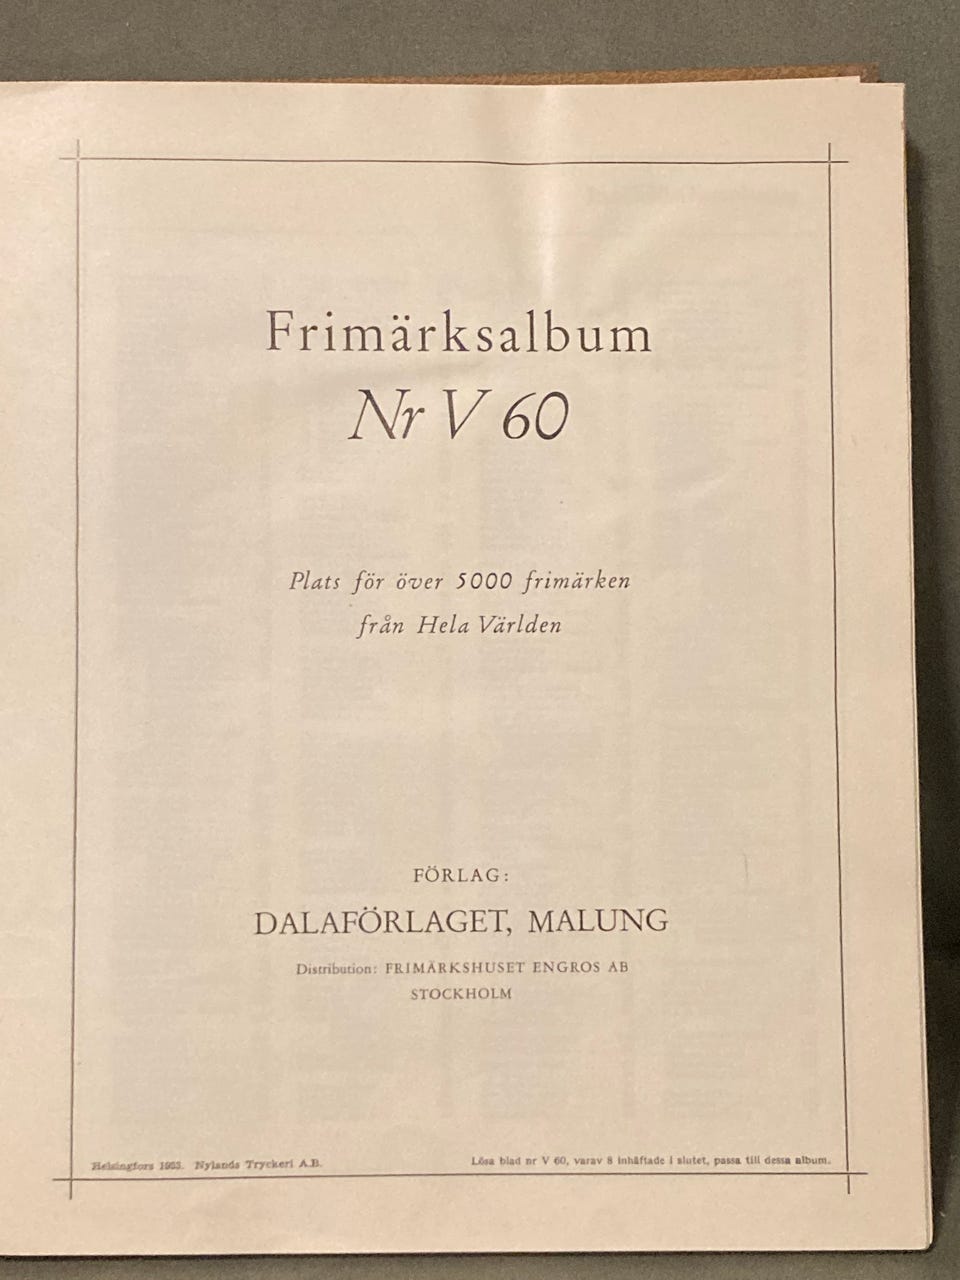 Frimärksalbum
Nr V 60
Plats för över 5000 frimärken
från Hela Världen
FÖRLAG:
DALAFÖRLAGET, MALUNG
Distribution: FRIMÄRKSHUSET ENGROS AB
STOCKHOLM
Helsingfors Nylands Tryckeri A.B.
Lösa blad nr V 60, varav 8 inhäftade i slutet, passa till dessa album.